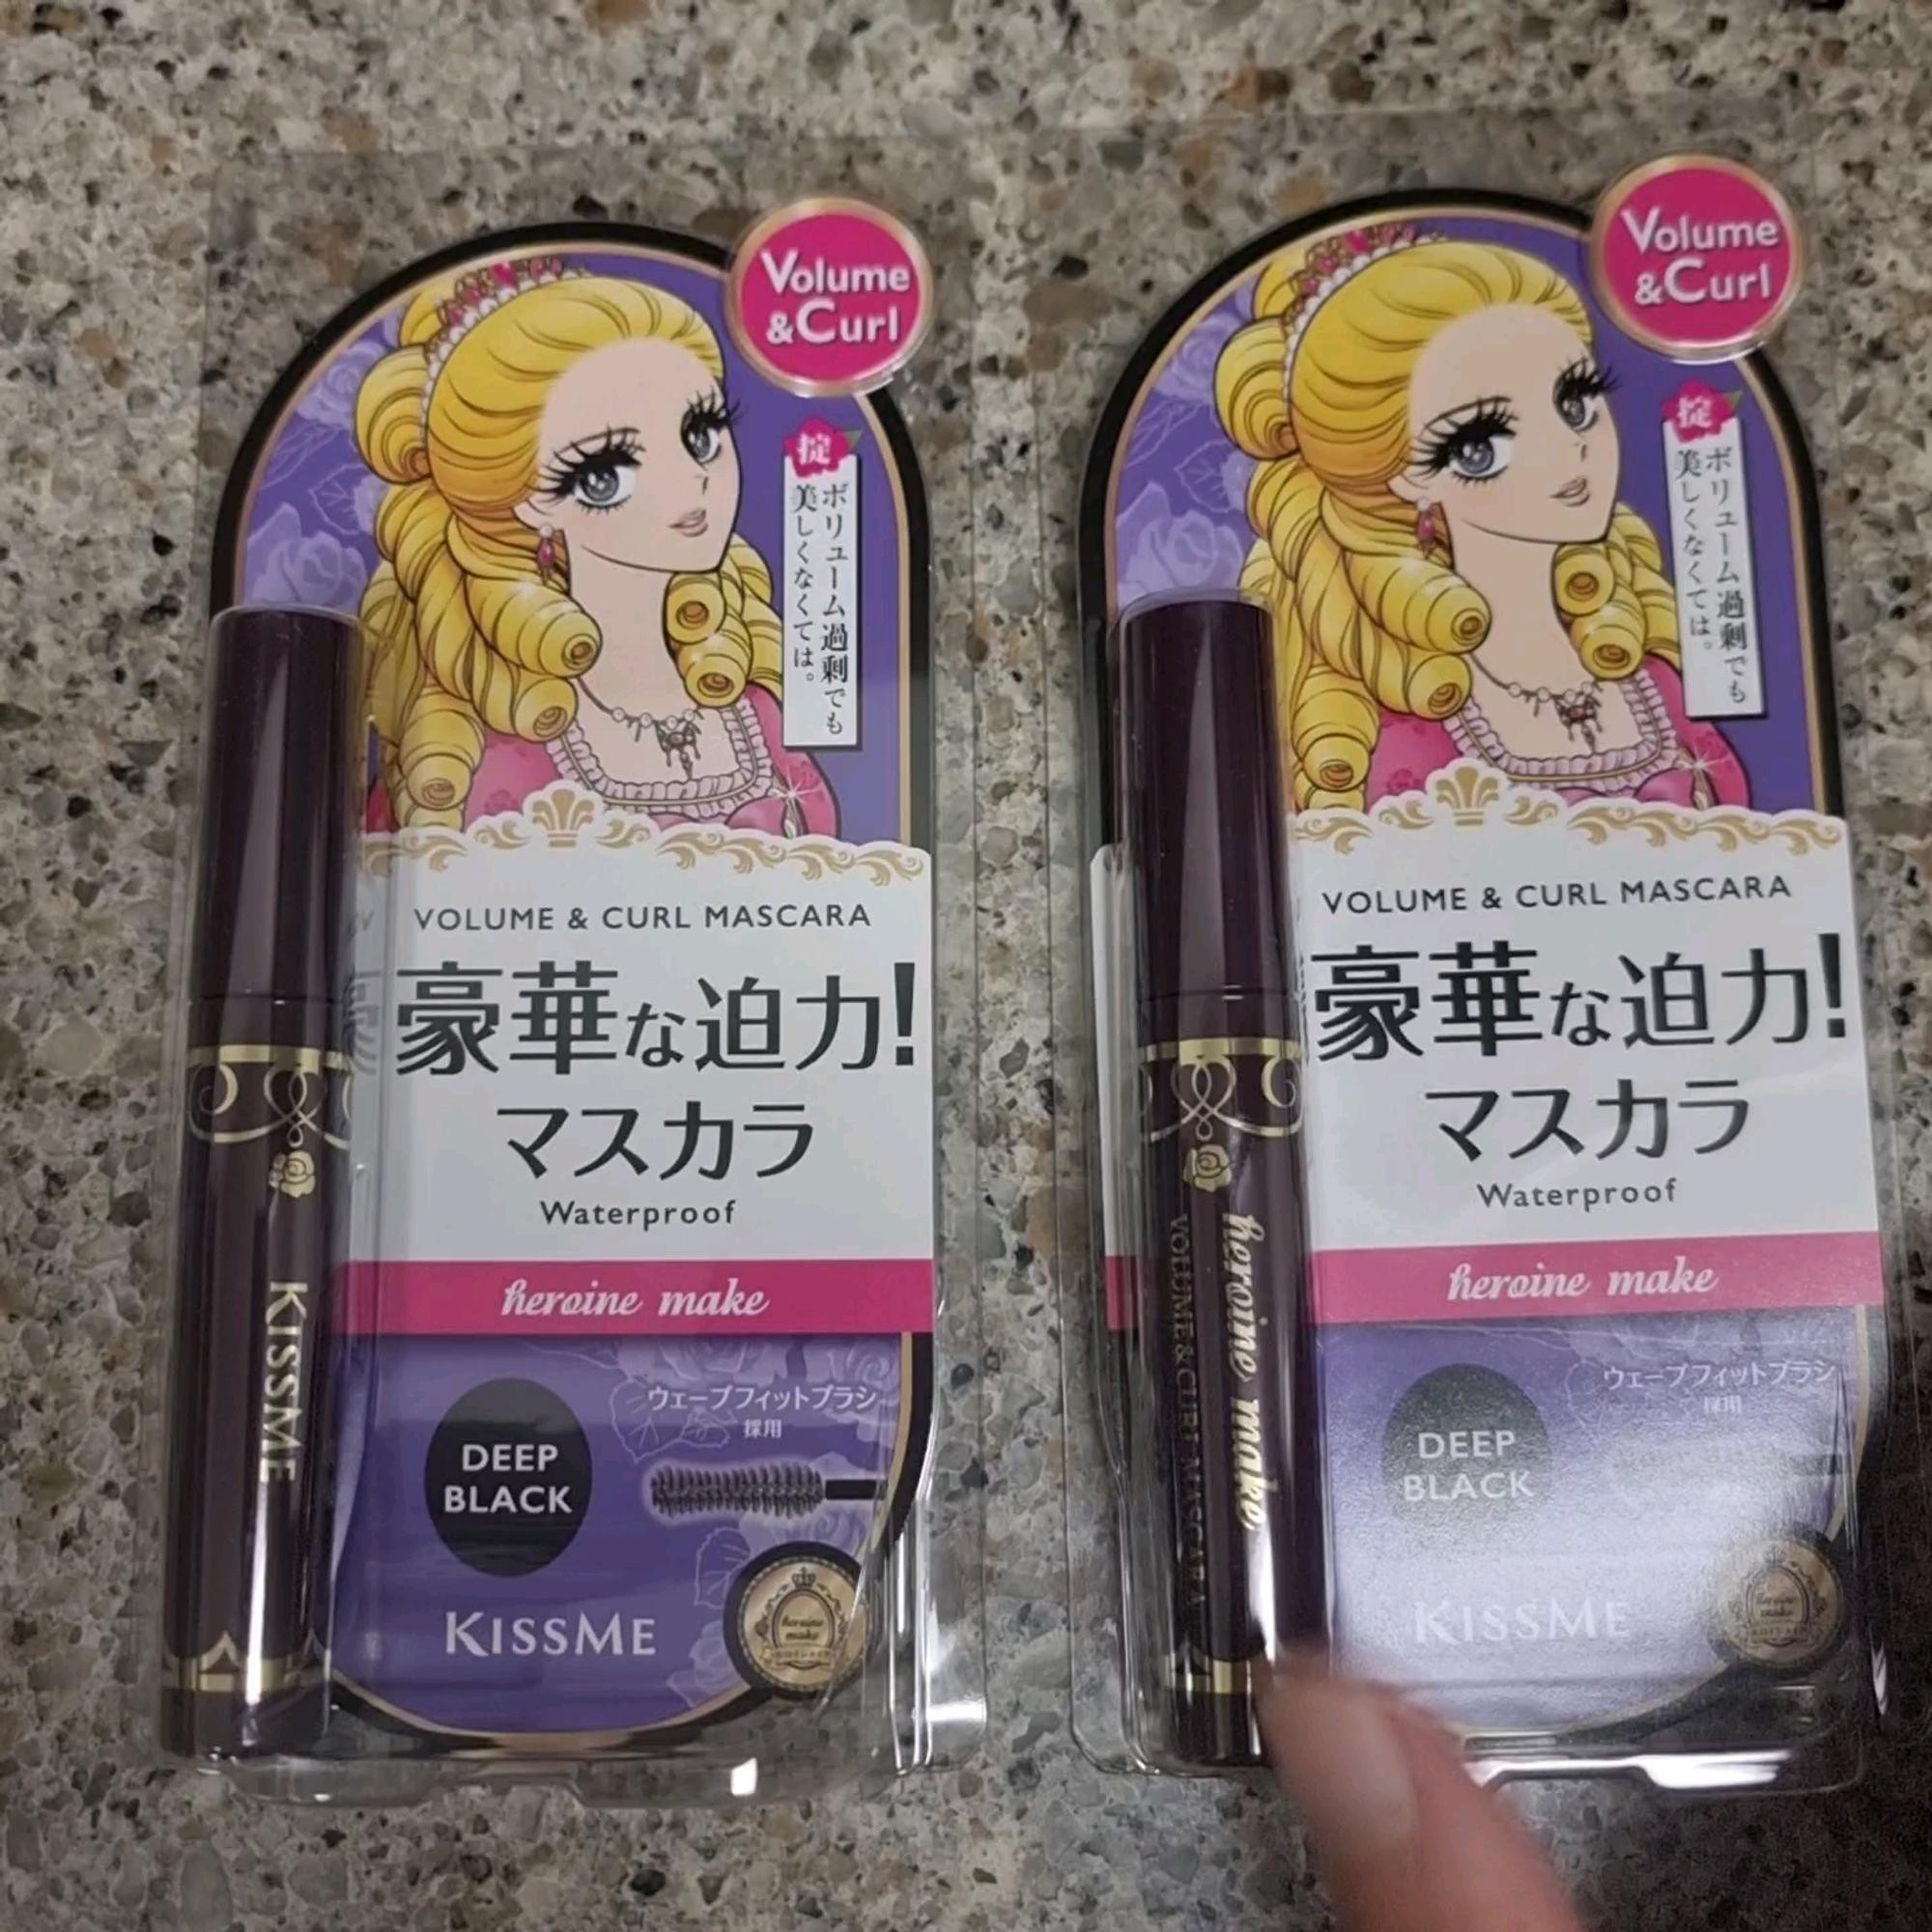 Volume
&Curl
掟
ボリューム過剰でも
美しくなくては。
VOLUME & CURL MASCARA
豪華な迫力!
マスカラ
Waterproof
heroine make
KISSME
ウェーブフィットブラシ
採用
DEEP
BLACK
KISSME
heroine
make
Volume
&Curl
掟
ボリューム過剰でも
美しくなくては。
VOLUME & CURL MASCARA
豪華な迫力!
マスカラ
Waterproof
heroine make
heroine make
VOLUME & CURL MASCARA
ウェーブフィットブラシ
採用
DEEP
BLACK
KISSME
heroine
make